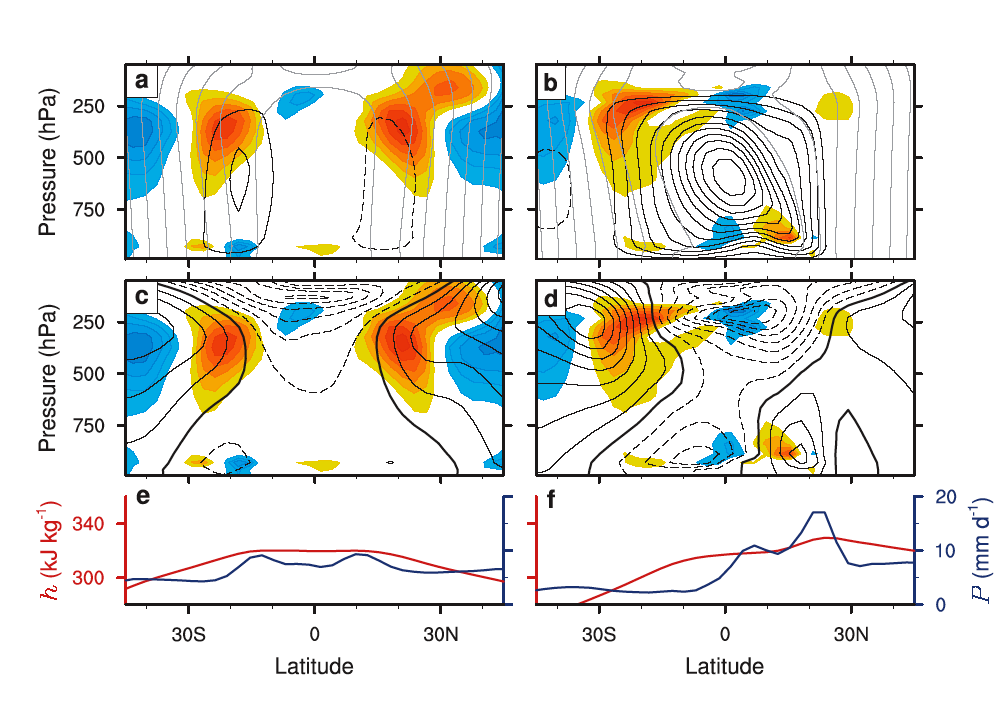 a
b
Pressure (hPa)
250
500
750
c
d
Pressure (hPa)
250
500
750
e
f
h (kJ kg-1)
340
300
20
10
0
P (mm d-1)
30S 0 30N
30S 0 30N
Latitude
Latitude